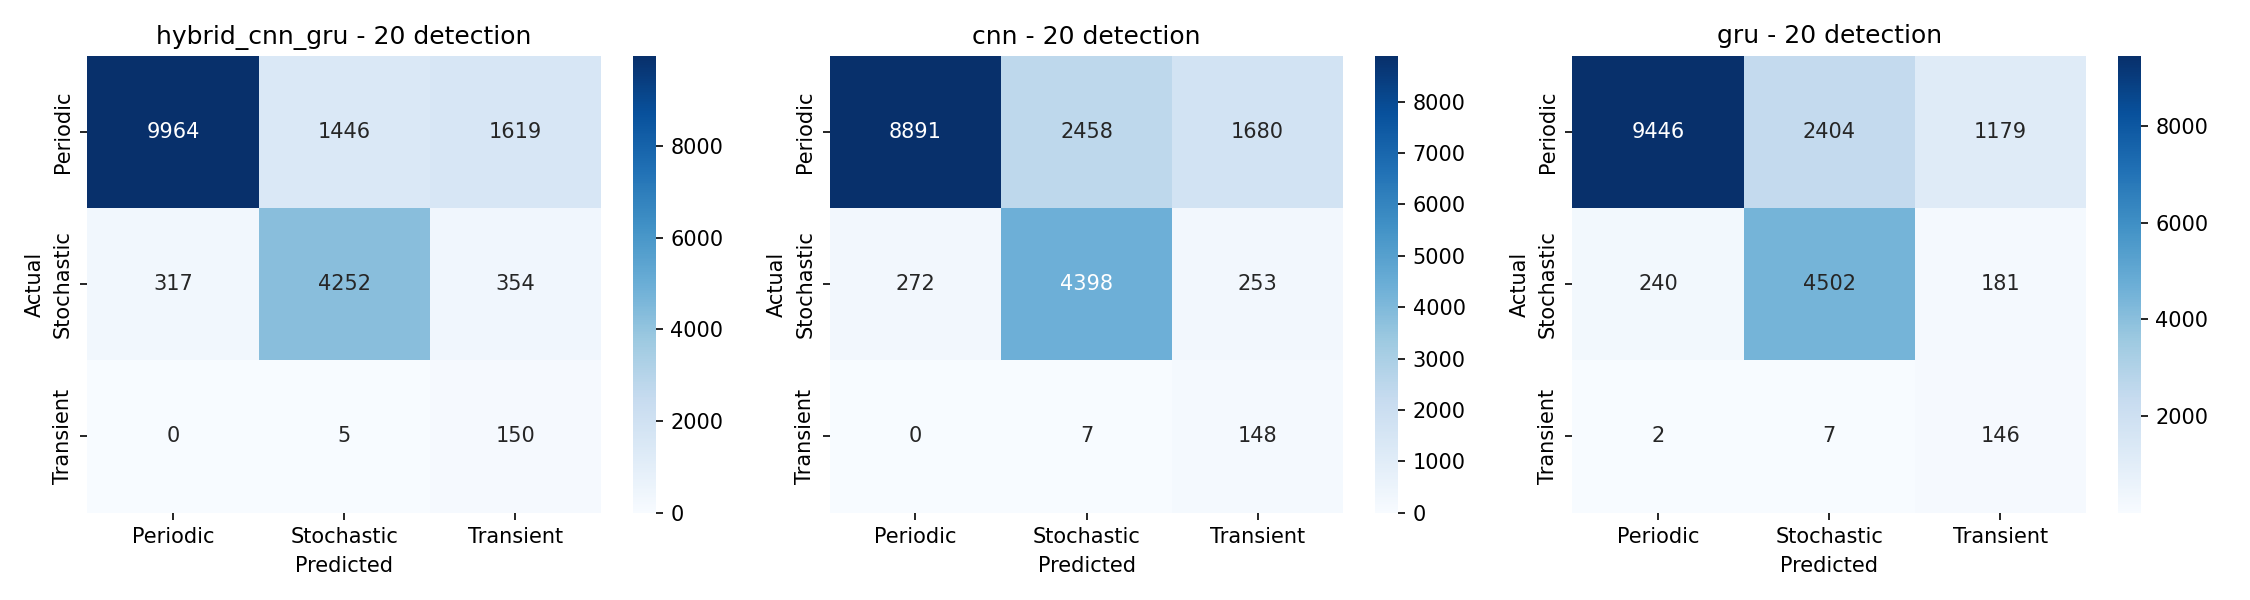 hybrid_cnn_gru - 20 detection
Actual
Periodic
9964 1446 1619
Stochastic
317 4252 354
Transient
0 5 150
Periodic Stochastic Transient
Predicted
8000
6000
4000
2000
0
cnn - 20 detection
Actual
Periodic
8891 2458 1680
Stochastic
272 4398 253
Transient
0 7 148
Periodic Stochastic Transient
Predicted
8000
7000
6000
5000
4000
3000
2000
1000
0
gru - 20 detection
Actual
Periodic
9446 2404 1179
Stochastic
240 4502 181
Transient
2 7 146
Periodic Stochastic Transient
Predicted
8000
6000
4000
2000